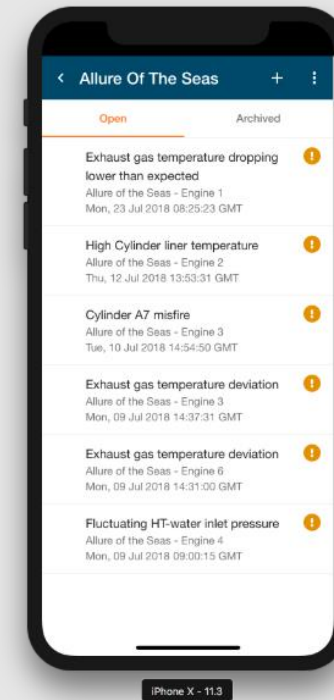 Allure Of The Seas
Open Archived
Exhaust gas temperature dropping
lower than expected
Allure of the Seas - Engine 1
Mon, 23 Jul 2018 08:25:23 GMT
High Cylinder liner temperature
Allure of the Seas - Engine 2
Thu, 12 Jul 2018 13:53:31 GMT
Cylinder A7 misfire
Allure of the Seas - Engine 3
Tue, 10 Jul 2018 14:54:50 GMT
Exhaust gas temperature deviation
Allure of the Seas - Engine 3
Mon, 09 Jul 2018 14:37:31 GMT
Exhaust gas temperature deviation
Allure of the Seas - Engine 6
Mon, 09 Jul 2018 14:31:00 GMT
Fluctuating HT-water inlet pressure
Allure of the Seas - Engine 4
Mon, 09 Jul 2018 09:00:15 GMT
iPhone X - 11.3